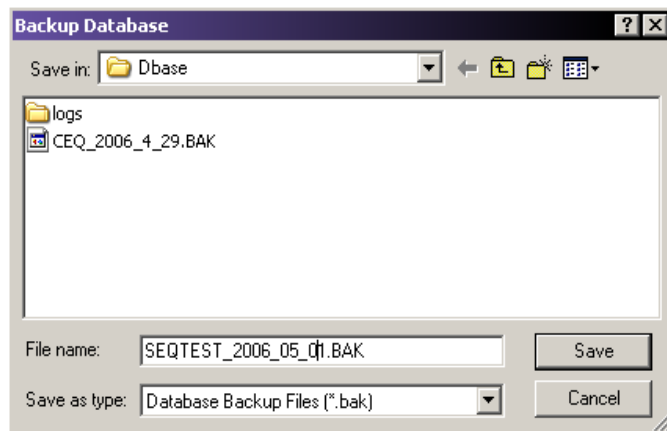 Backup Database
Save in: Dbase
logs
CEQ_2006_4_29.BAK
File name: SEQTEST_2006_05_01.BAK Save
Save as type: Database Backup Files (*.bak) Cancel